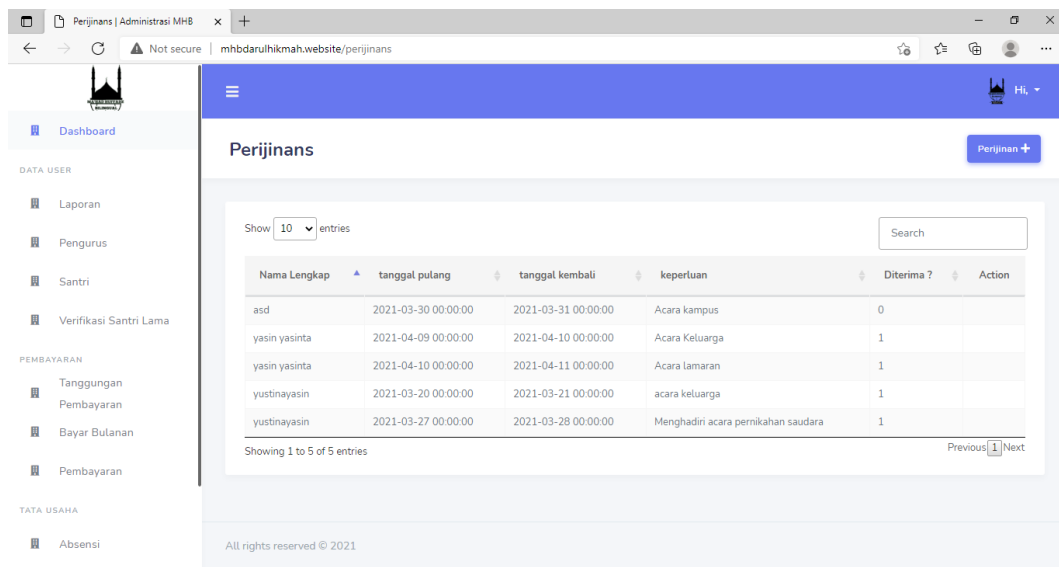 Perijinans | Administrasi MHB
Not secure | mhbdarulhikmah.website/perijinans
Hi,
Dashboard
DATA USER
Laporan
Pengurus
Santri
Verifikasi Santri Lama
PEMBAYARAN
Tanggungan
Pembayaran
Bayar Bulanan
Pembayaran
TATA USAHA
Absensi
Perijinans
Perijinan +
Show 10 entries
Search
Nama Lengkap tanggal pulang tanggal kembali keperluan Diterima ? Action
asd 2021-03-30 00:00:00 2021-03-31 00:00:00 Acara kampus 0
yasin yasinta 2021-04-09 00:00:00 2021-04-10 00:00:00 Acara Keluarga 1
yasin yasinta 2021-04-10 00:00:00 2021-04-11 00:00:00 Acara lamaran 1
yustinayasin 2021-03-20 00:00:00 2021-03-21 00:00:00 acara keluarga 1
yustinayasin 2021-03-27 00:00:00 2021-03-28 00:00:00 Menghadiri acara pernikahan saudara 1
Showing 1 to 5 of 5 entries
Previous 1 Next
All rights reserved © 2021